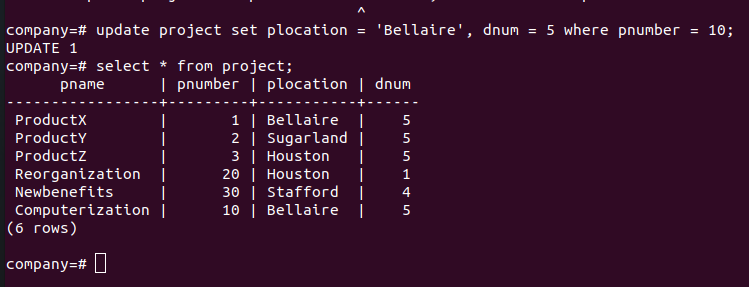 ^
company=# update project set plocation = 'Bellaire', dnum = 5 where pnumber = 10;
UPDATE 1
company=# select * from project;
      pname      | pnumber | plocation | dnum
-----------------+---------+-----------+------
 ProductX        |       1 | Bellaire  |    5
 ProductY        |       2 | Sugarland |    5
 ProductZ        |       3 | Houston   |    5
 Reorganization  |      20 | Houston   |    1
 Newbenefits     |      30 | Stafford  |    4
 Computerization |      10 | Bellaire  |    5
(6 rows)
company=#